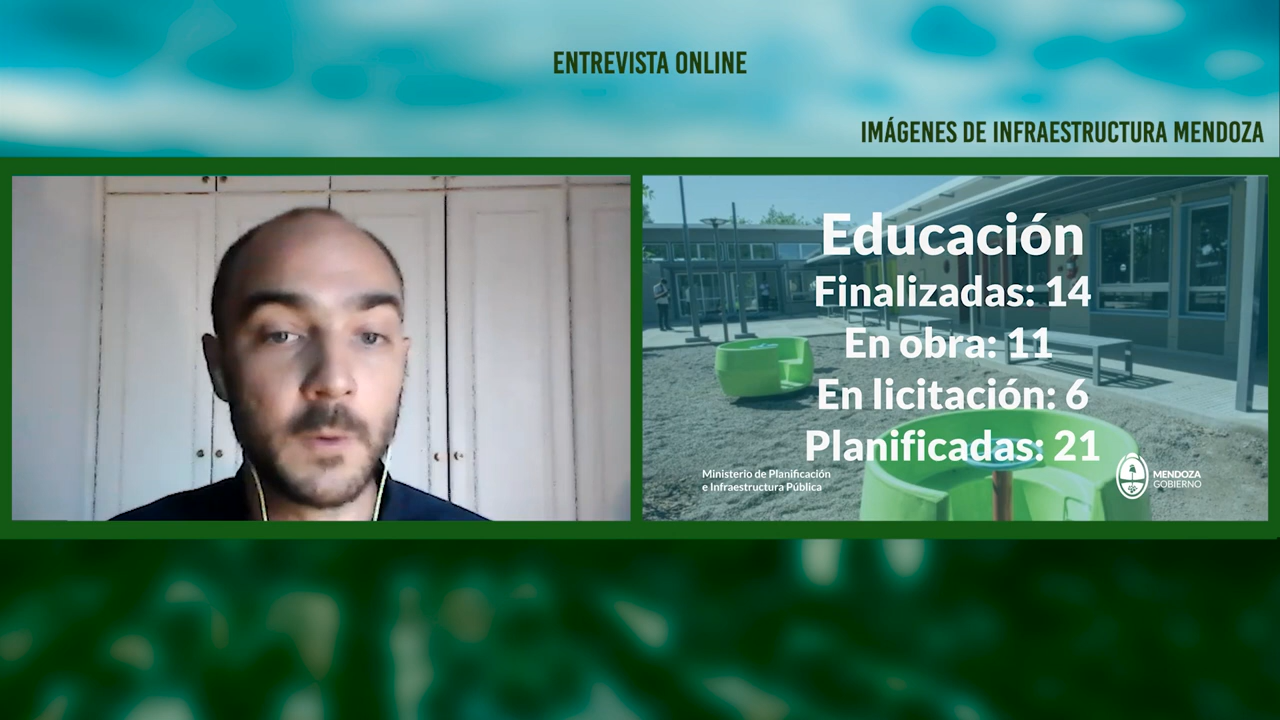 ENTREVISTA ONLINE
IMÁGENES DE INFRAESTRUCTURA MENDOZA
Educación
Finalizadas: 14
En obra: 11
En licitación: 6
Planificadas: 21
Ministerio de Planificación
e Infraestructura Pública
MENDOZA
GOBIERNO